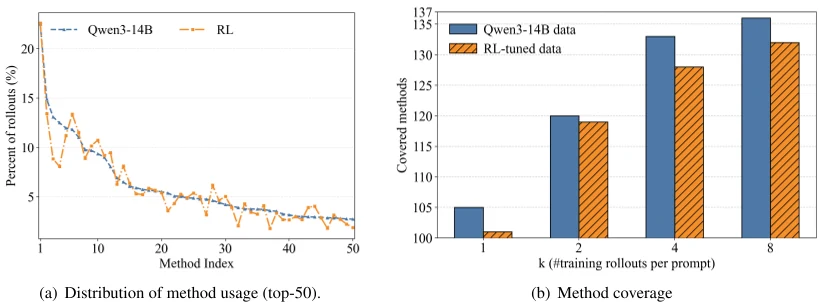 Qwen3-14B
RL
20
15
10
5
Percent of rollouts (%)
1
10
20
30
40
50
Method Index
(a) Distribution of method usage (top-50).
137
135
130
125
120
115
110
105
100
Covered methods
Qwen3-14B data
RL-tuned data
1
2
4
8
k (#training rollouts per prompt)
(b) Method coverage